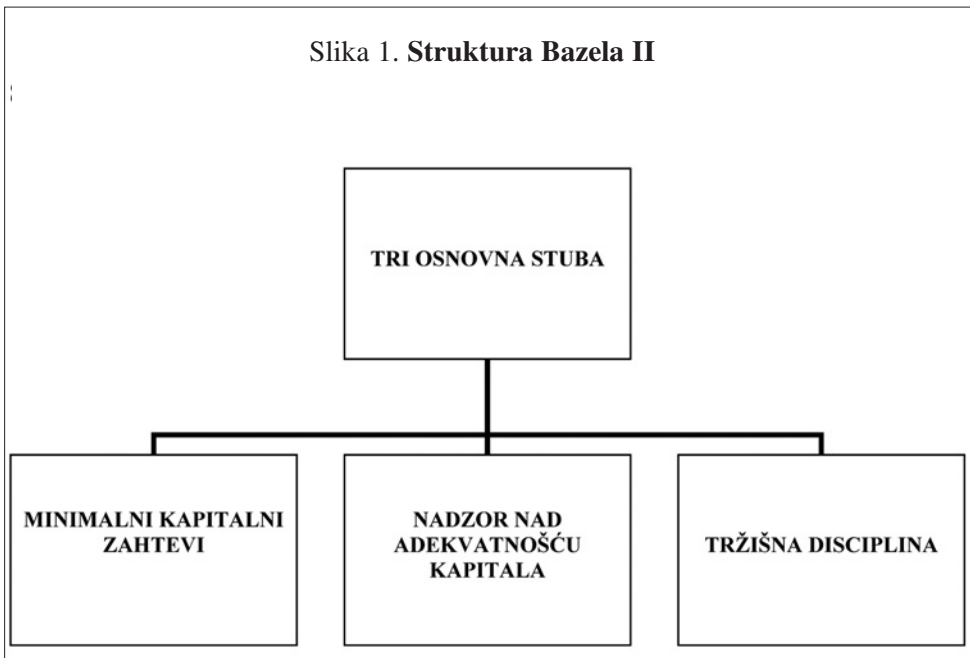 Slika 1. Struktura Bazela II
TRI OSNOVNA STUBA
MINIMALNI KAPITALNI
ZAHTEVI
NADZOR NAD
ADEKVATNOŠĆU
KAPITALA
TRŽIŠNA DISCIPLINA